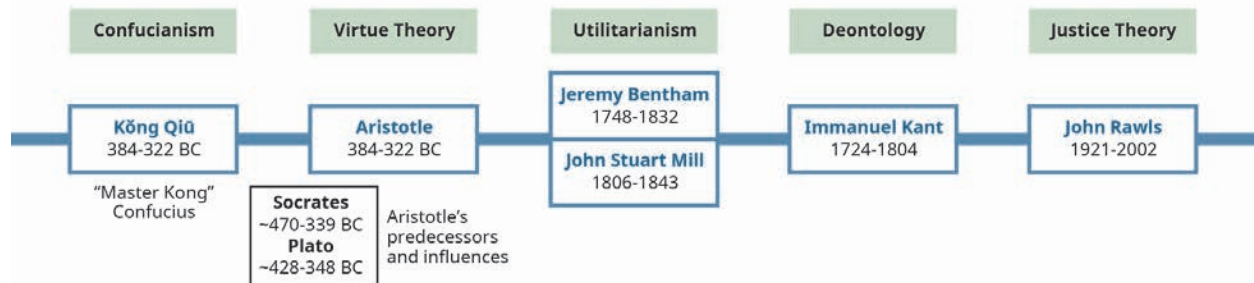 Confucianism
Virtue Theory
Utilitarianism
Deontology
Justice Theory
Kǒng Qiū
384-322 BC
“Master Kong”
Confucius
Aristotle
384-322 BC
Socrates
~470-339 BC
Plato
~428-348 BC
Aristotle’s
predecessors
and influences
Jeremy Bentham
1748-1832
John Stuart Mill
1806-1843
Immanuel Kant
1724-1804
John Rawls
1921-2002